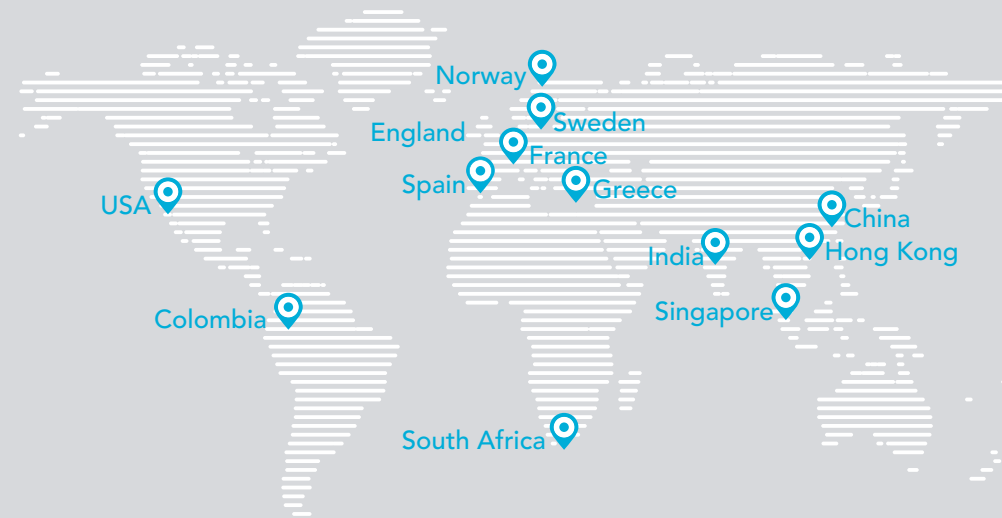 Norway
Sweden
England
France
Spain
Greece
USA
China
India
Hong Kong
Singapore
Colombia
South Africa